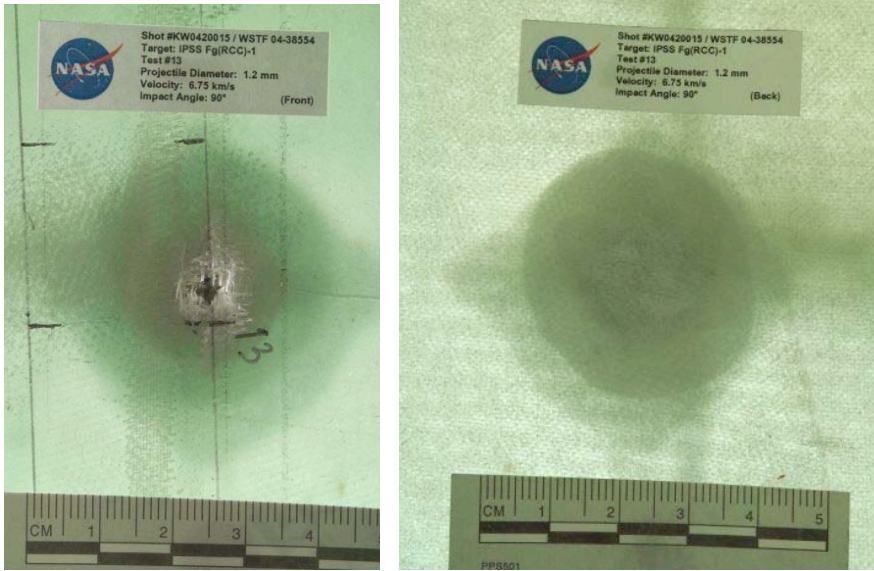 Shot #KW0420015 / WSTF 04-38554
Target: IPSS Fg(RCC)-1
Test #13
Projectile Diameter: 1.2 mm
Velocity: 6.75 km/s
Impact Angle: 90° (Front)
NASA
13
CM 1 2 3 4
Shot #KW0420015 / WSTF 04-38554
Target: IPSS Fg(RCC)-1
Test #13
Projectile Diameter: 1.2 mm
Velocity: 6.75 km/s
Impact Angle: 90° (Back)
NASA
CM 1 2 3 4 5
PPS501